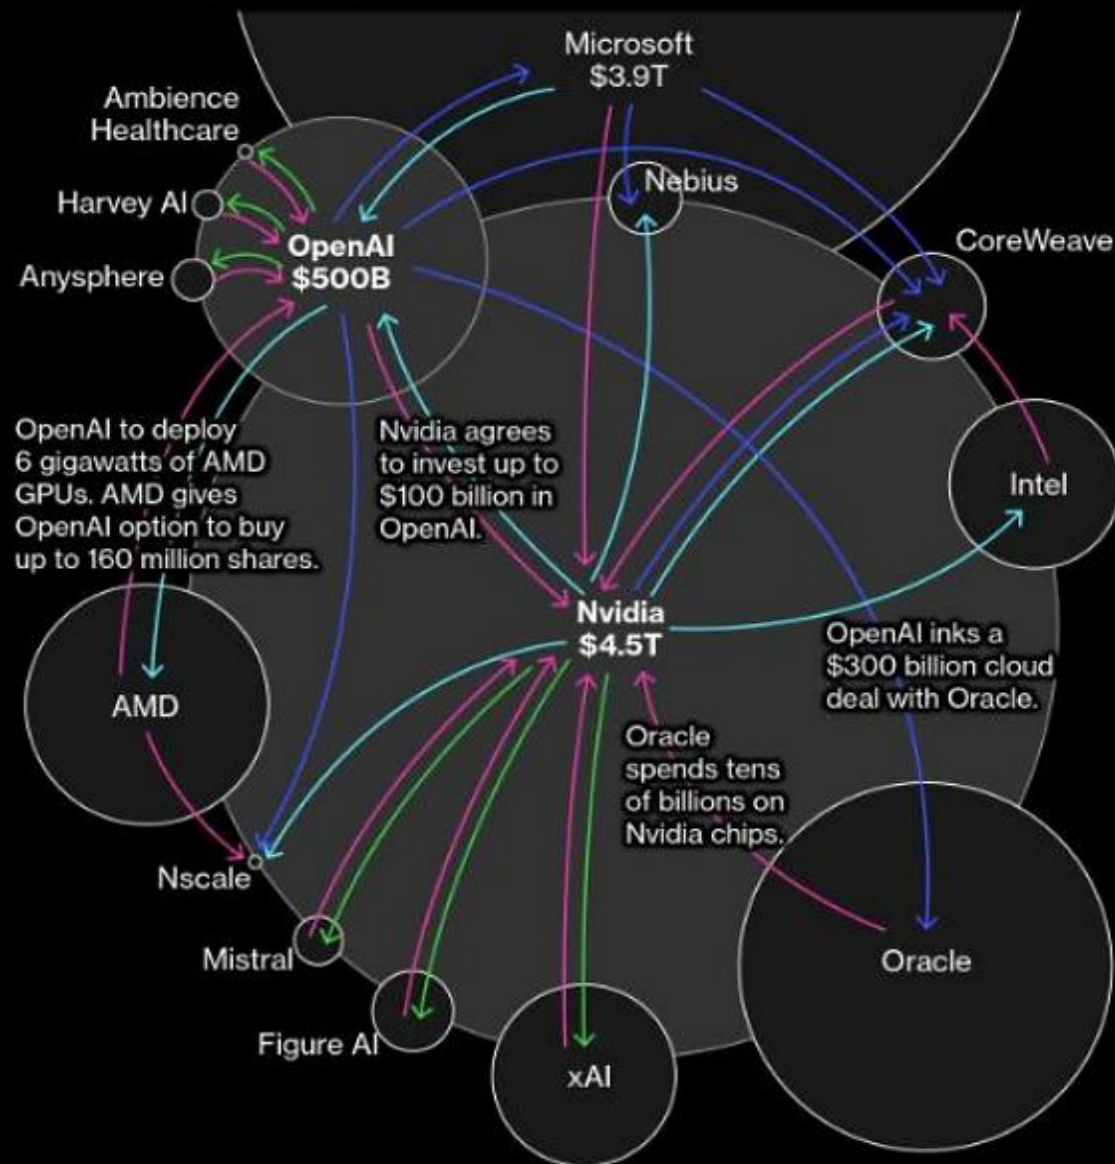 Microsoft
$3.9T
Ambience
Healthcare
Harvey AI
Anysphere
OpenAI
$500B
Nebius
CoreWeave
OpenAI to deploy
6 gigawatts of AMD
GPUs. AMD gives
OpenAI option to buy
up to 160 million shares.
Nvidia agrees
to invest up to
$100 billion in
OpenAI.
Intel
Nvidia
$4.5T
OpenAI inks a
$300 billion cloud
deal with Oracle.
AMD
Oracle
spends tens
of billions on
Nvidia chips.
Nscale
Mistral
Figure AI
xAI
Oracle